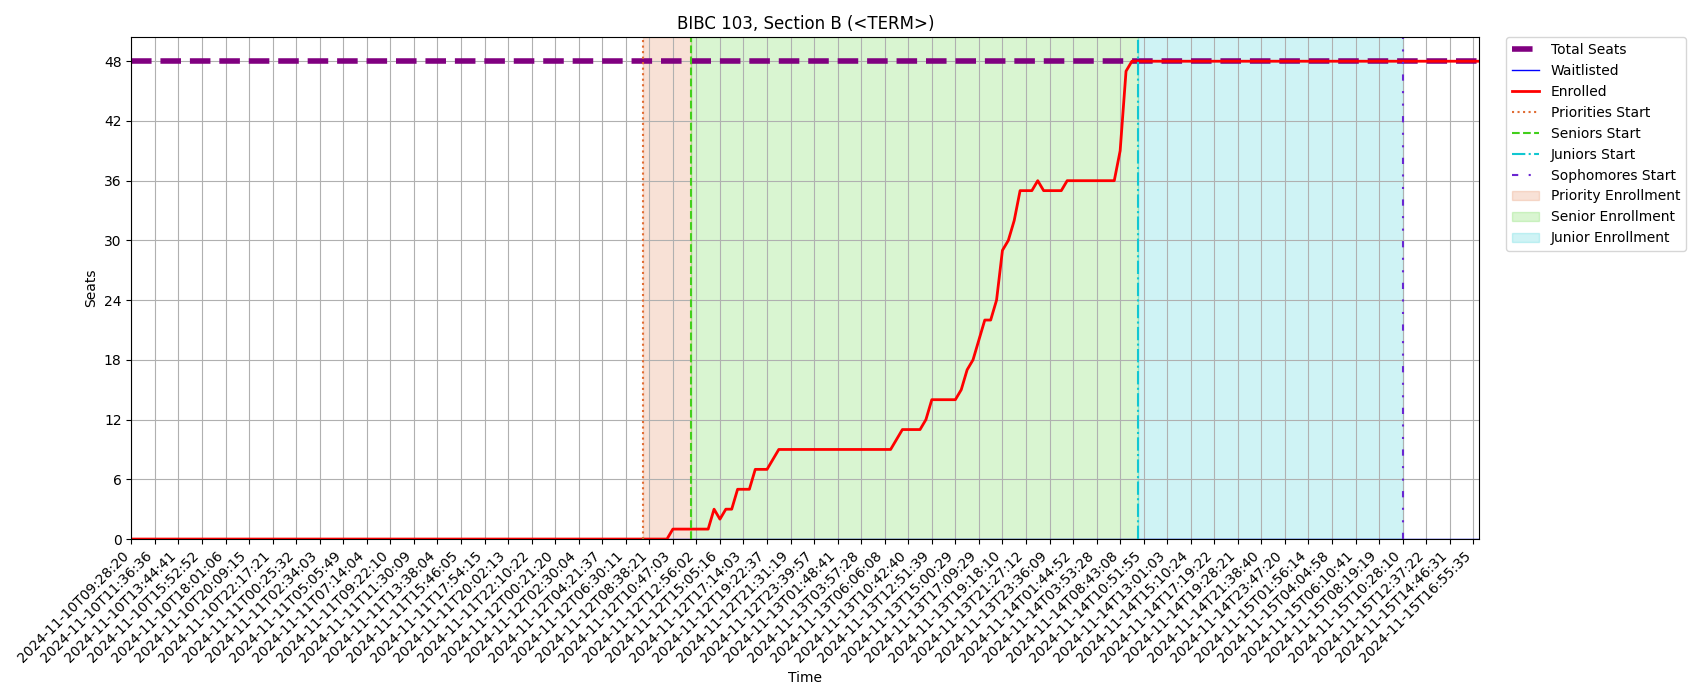 BIBC 103, Section B (<TERM>)
Total Seats
Waitlisted
Enrolled
Priorities Start
Seniors Start
Juniors Start
Sophomores Start
Priority Enrollment
Senior Enrollment
Junior Enrollment
Seats
48
42
36
30
24
18
12
6
0
2024-11-10T09:28:20
2024-11-10T11:36:36
2024-11-10T13:44:41
2024-11-10T15:52:52
2024-11-10T18:01:06
2024-11-10T20:09:15
2024-11-10T22:17:21
2024-11-11T00:25:32
2024-11-11T02:34:03
2024-11-11T05:05:49
2024-11-11T07:14:04
2024-11-11T09:22:10
2024-11-11T11:30:09
2024-11-11T13:38:04
2024-11-11T15:46:05
2024-11-11T17:54:15
2024-11-11T20:02:13
2024-11-11T22:10:22
2024-11-12T00:21:20
2024-11-12T02:30:04
2024-11-12T04:21:37
2024-11-12T06:30:11
2024-11-12T08:38:21
2024-11-12T10:47:03
2024-11-12T12:56:02
2024-11-12T15:05:16
2024-11-12T17:14:03
2024-11-12T19:22:37
2024-11-12T21:31:19
2024-11-12T23:39:57
2024-11-13T01:48:41
2024-11-13T03:57:28
2024-11-13T06:06:08
2024-11-13T10:42:40
2024-11-13T12:51:39
2024-11-13T15:00:29
2024-11-13T17:09:29
2024-11-13T19:18:10
2024-11-13T21:27:12
2024-11-13T23:36:09
2024-11-14T01:44:52
2024-11-14T03:53:28
2024-11-14T08:43:08
2024-11-14T10:51:55
2024-11-14T13:01:03
2024-11-14T15:10:24
2024-11-14T17:19:22
2024-11-14T19:28:21
2024-11-14T21:38:40
2024-11-14T23:47:20
2024-11-15T01:56:14
2024-11-15T04:04:58
2024-11-15T06:10:41
2024-11-15T08:19:19
2024-11-15T10:28:10
2024-11-15T12:37:22
2024-11-15T14:46:31
2024-11-15T16:55:35
Time